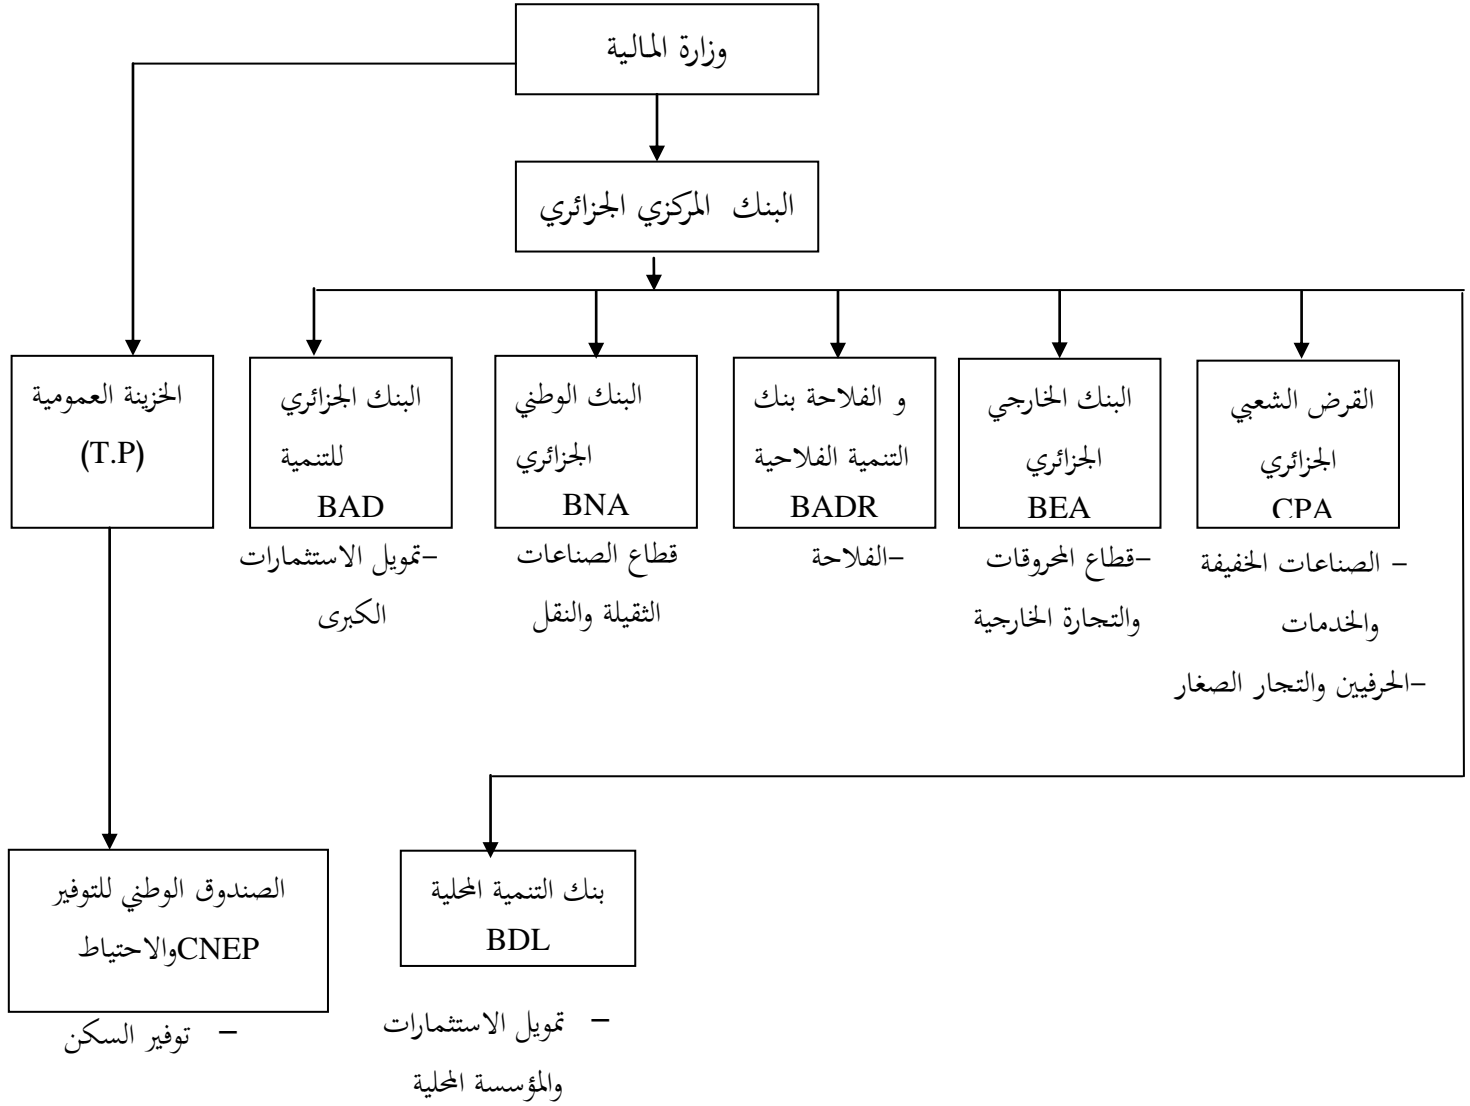 وزارة المالية
البنك المركزي الجزائري
القرض الشعبي
الجزائري
CPA
البنك الخارجي
الجزائري
BEA
و الفلاحة بنك
التنمية الفلاحية
BADR
البنك الوطني
الجزائري
BNA
البنك الجزائري
للتنمية
BAD
الخزينة العمومية
(T.P)
– الصناعات الخفيفة
والخدمات
–الحرفيين والتجار الصغار
–قطاع المحروقات
والتجارة الخارجية
–الفلاحة
قطاع الصناعات
الثقيلة والنقل
–تمويل الاستثمارات
الكبرى
بنك التنمية المحلية
BDL
– تمويل الاستثمارات
والمؤسسة المحلية
الصندوق الوطني للتوفير
والاحتياطCNEP
– توفير السكن